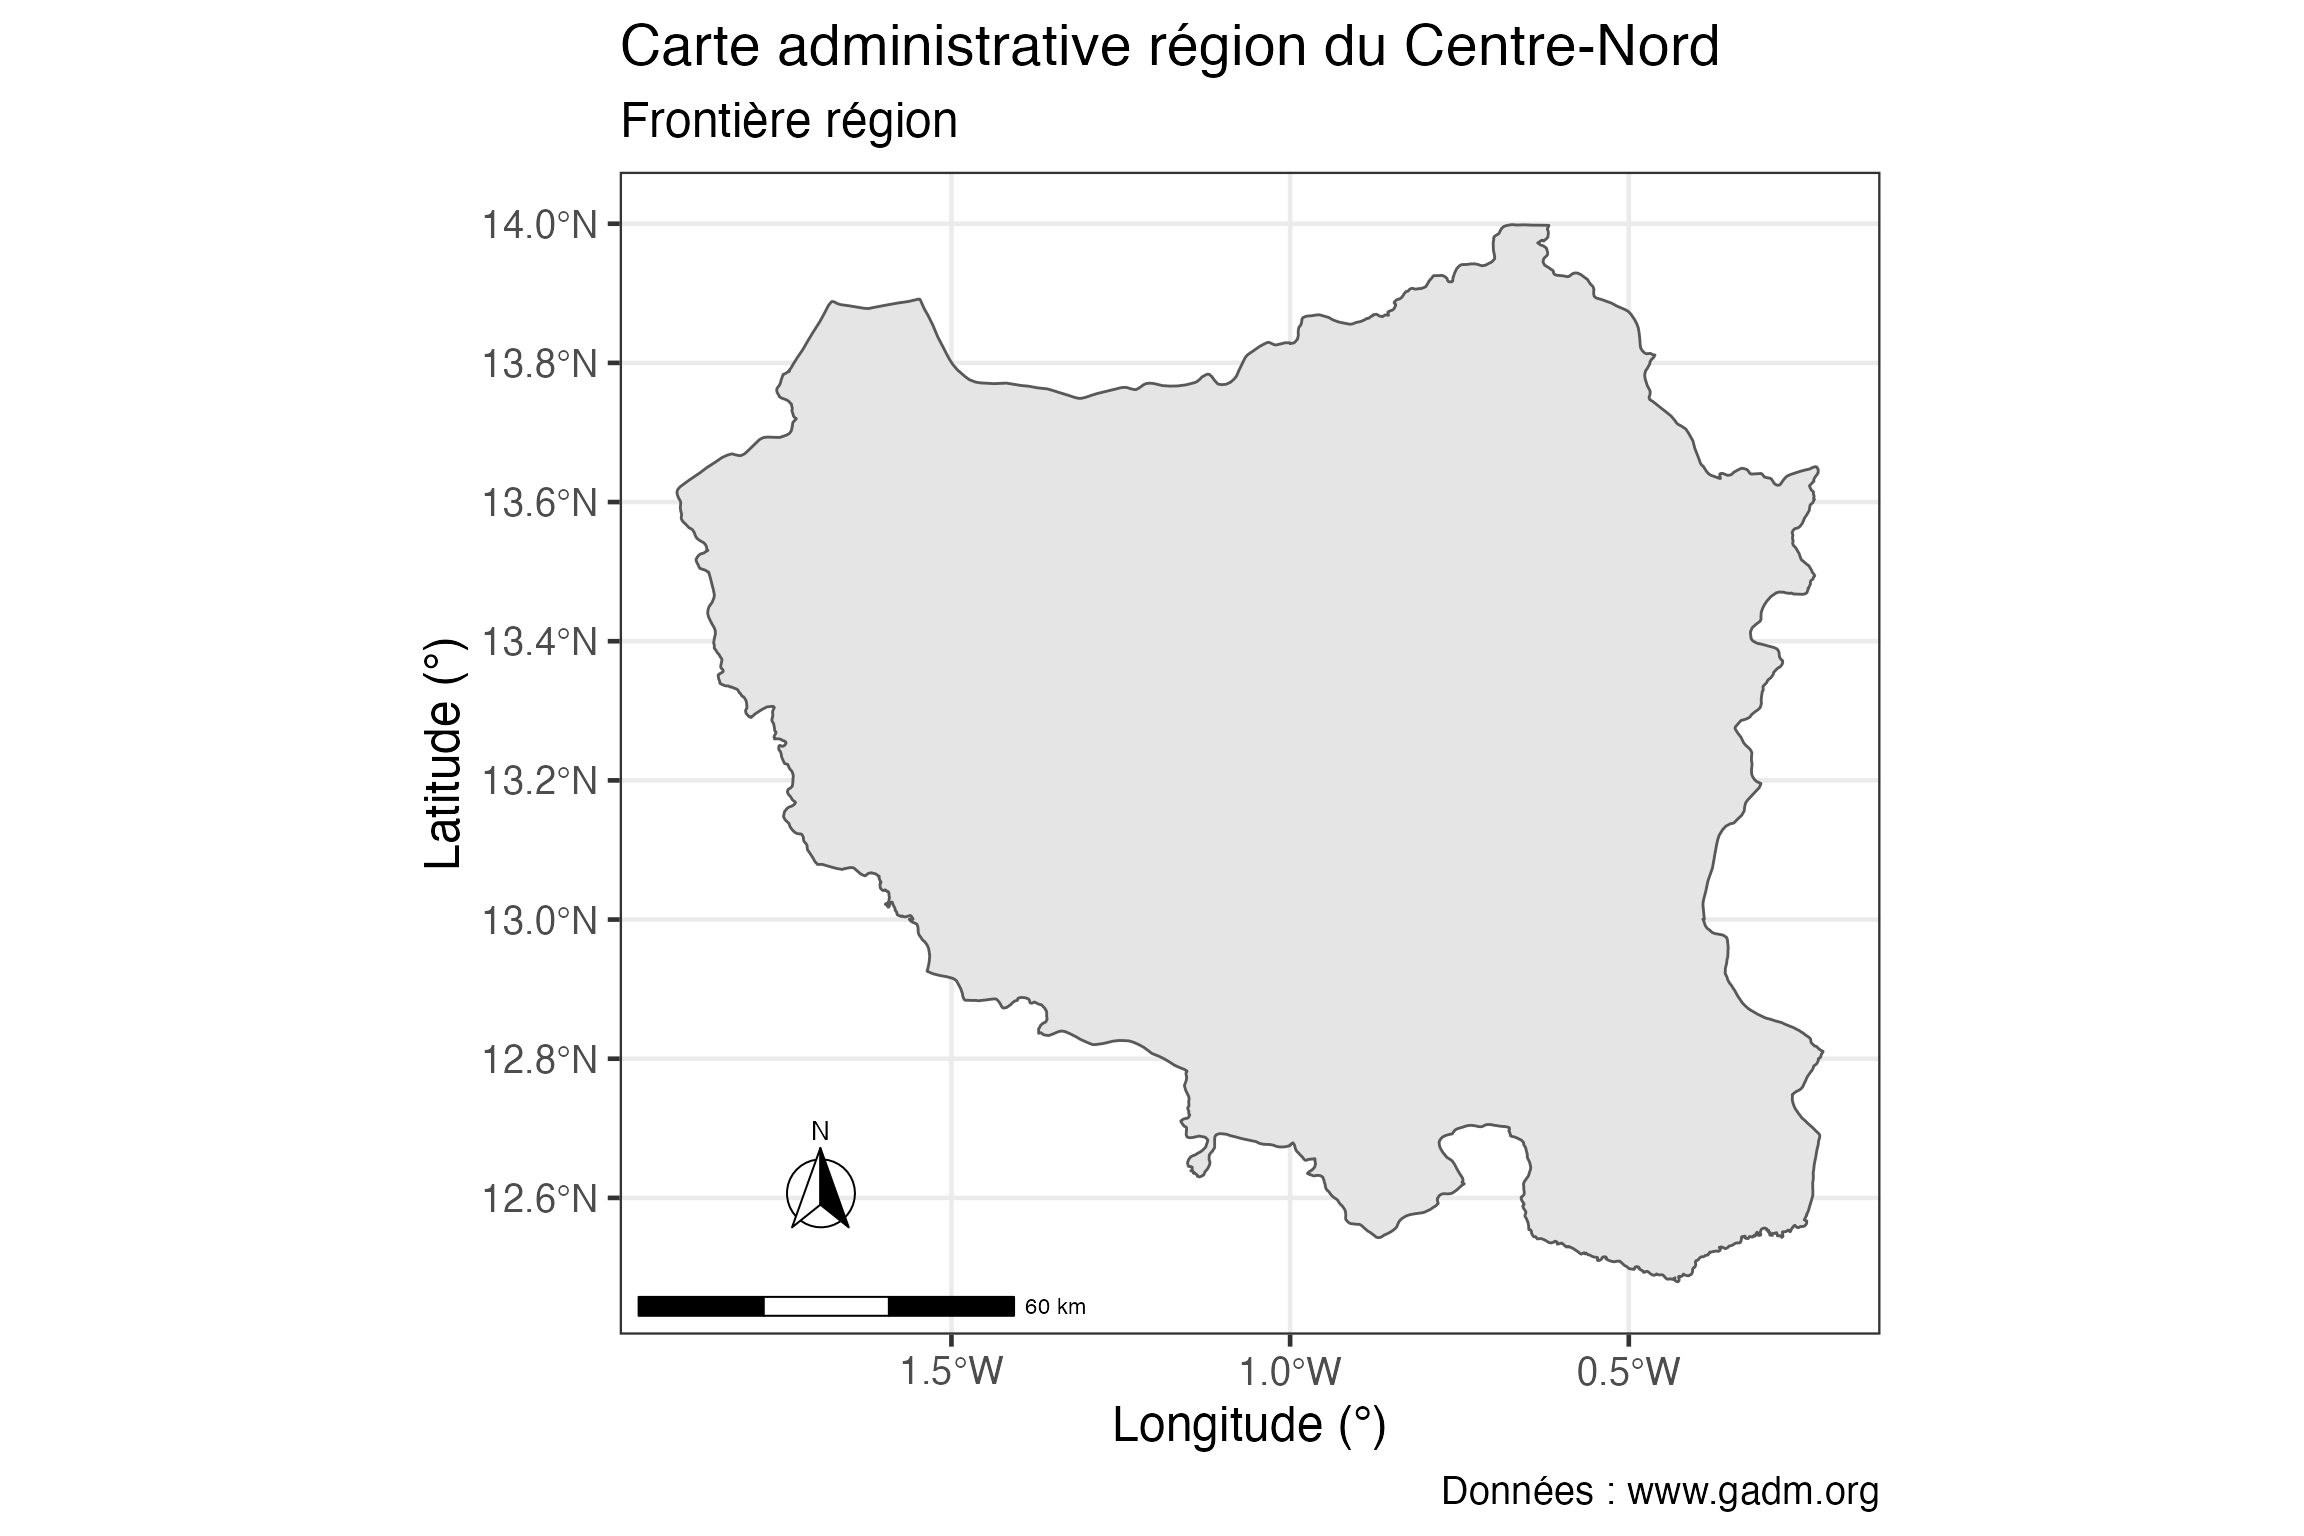 Carte administrative région du Centre-Nord
Frontière région
14.0°N
13.8°N
13.6°N
13.4°N
13.2°N
13.0°N
12.8°N
12.6°N
Latitude (°)
N
60 km
1.5°W
1.0°W
0.5°W
Longitude (°)
Données : www.gadm.org